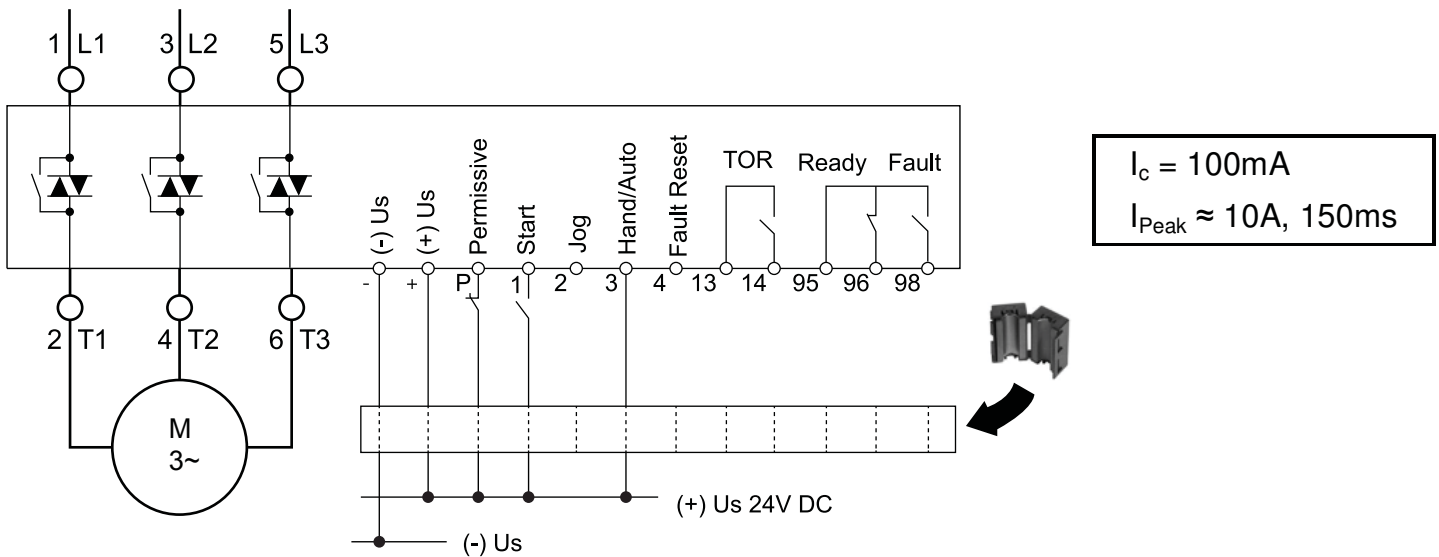 1 L1 3 L2 5 L3
(-) Us
(+) Us
Permissive
Start
Jog
Hand/Auto
Fault Reset
TOR Ready Fault
- + P 1 2 3 4 13 14 95 96 98
2 T1 4 T2 6 T3
M
3~
(+) Us 24V DC
(-) Us
I_c = 100mA
I_Peak ≈ 10A, 150ms